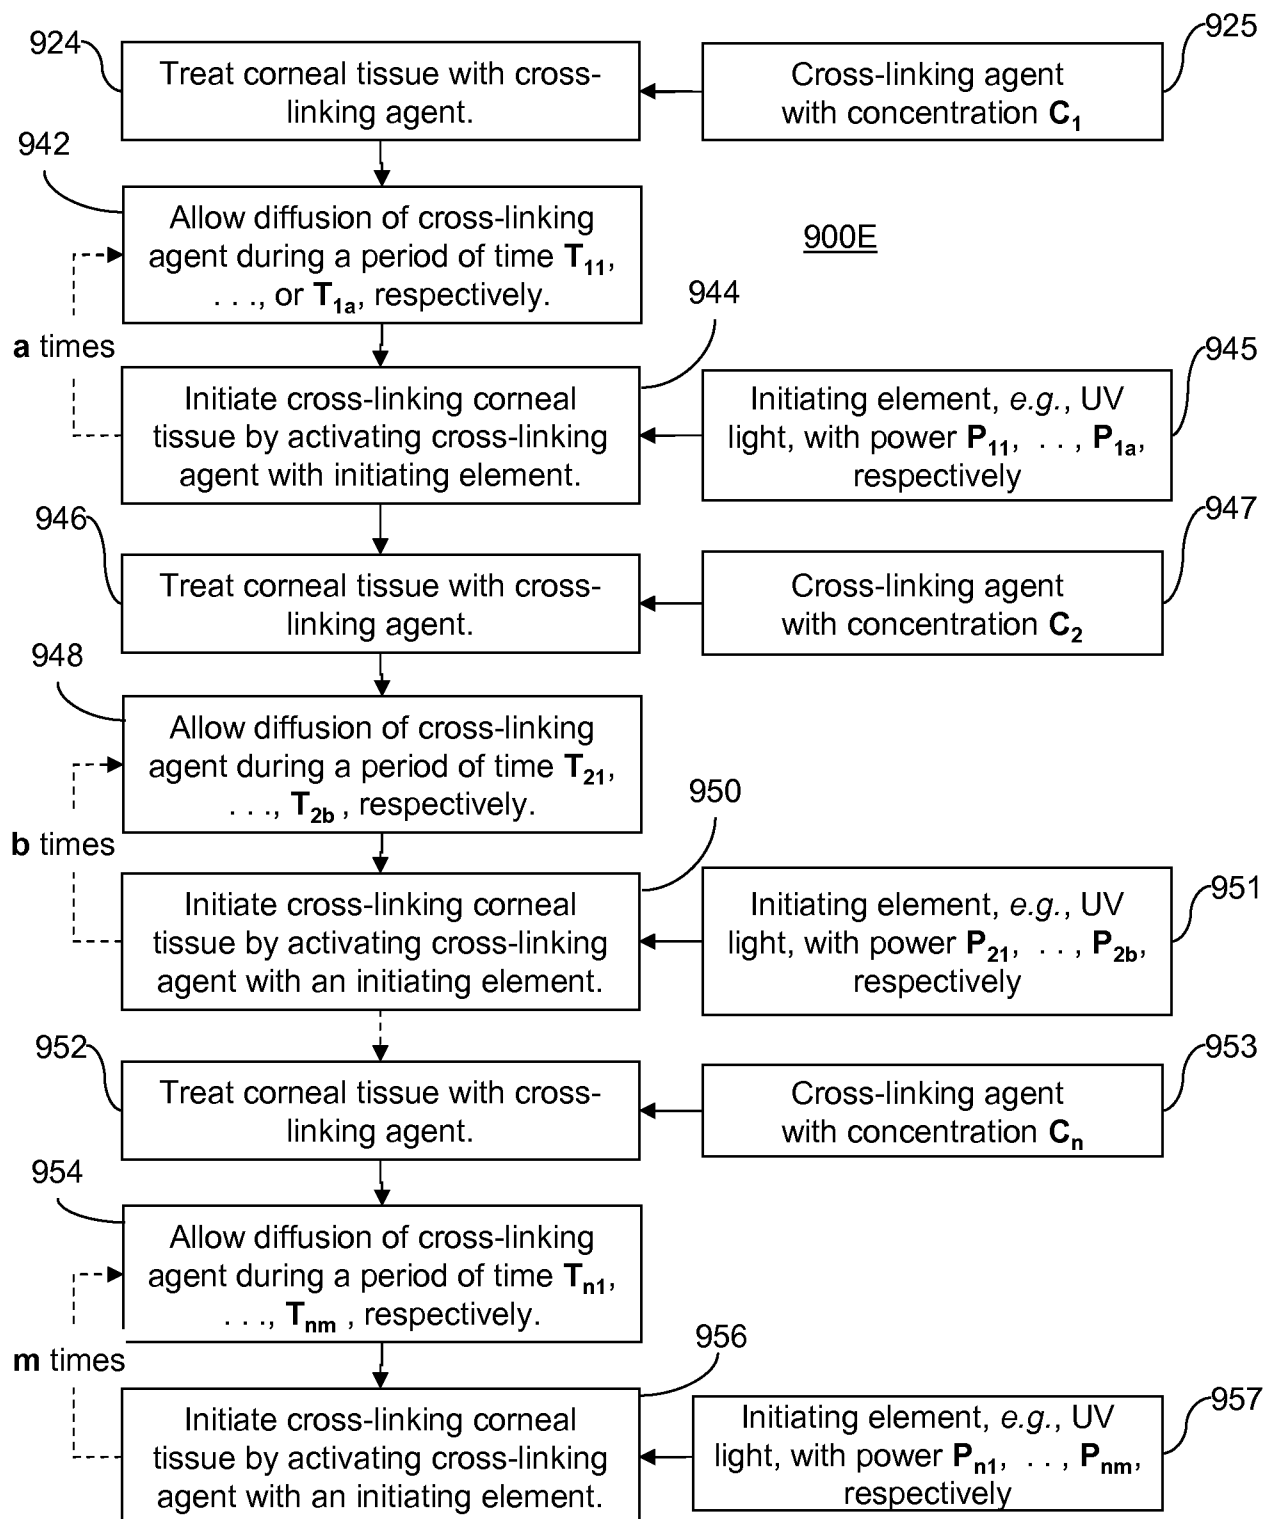 924
Treat corneal tissue with cross-
linking agent.
Cross-linking agent
with concentration C1
925
942
Allow diffusion of cross-linking
agent during a period of time T11,
. . ., or T1a, respectively.
900E
a times
944
Initiate cross-linking corneal
tissue by activating cross-linking
agent with initiating element.
Initiating element, e.g., UV
light, with power P11, . . , P1a,
respectively
945
946
Treat corneal tissue with cross-
linking agent.
Cross-linking agent
with concentration C2
947
948
Allow diffusion of cross-linking
agent during a period of time T21,
. . ., T2b , respectively.
b times
950
Initiate cross-linking corneal
tissue by activating cross-linking
agent with an initiating element.
Initiating element, e.g., UV
light, with power P21, . . , P2b,
respectively
951
952
Treat corneal tissue with cross-
linking agent.
Cross-linking agent
with concentration Cn
953
954
Allow diffusion of cross-linking
agent during a period of time Tn1,
. . ., Tnm , respectively.
m times
956
Initiate cross-linking corneal
tissue by activating cross-linking
agent with an initiating element.
Initiating element, e.g., UV
light, with power Pn1, . . , Pnm,
respectively
957